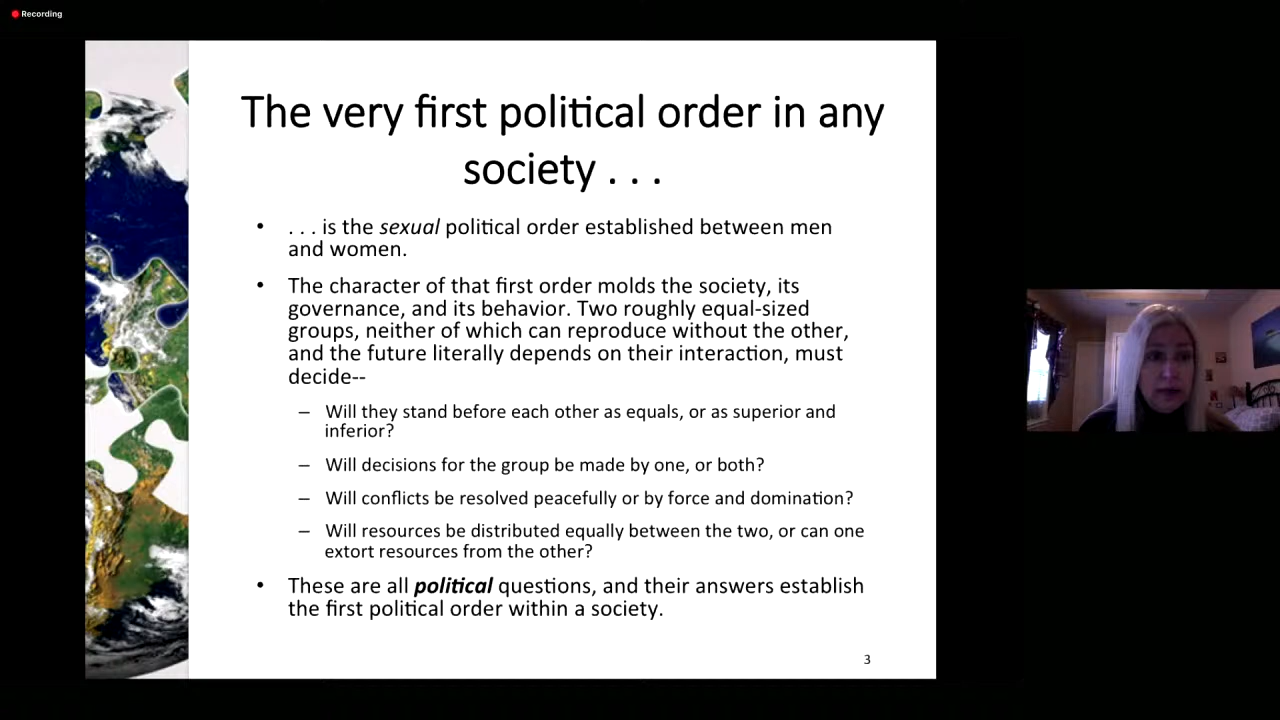 Recording
The very first political order in any
society . . .
• . . . is the sexual political order established between men
and women.
• The character of that first order molds the society, its
governance, and its behavior. Two roughly equal-sized
groups, neither of which can reproduce without the other,
and the future literally depends on their interaction, must
decide--
– Will they stand before each other as equals, or as superior and
inferior?
– Will decisions for the group be made by one, or both?
– Will conflicts be resolved peacefully or by force and domination?
– Will resources be distributed equally between the two, or can one
extort resources from the other?
• These are all political questions, and their answers establish
the first political order within a society.
3